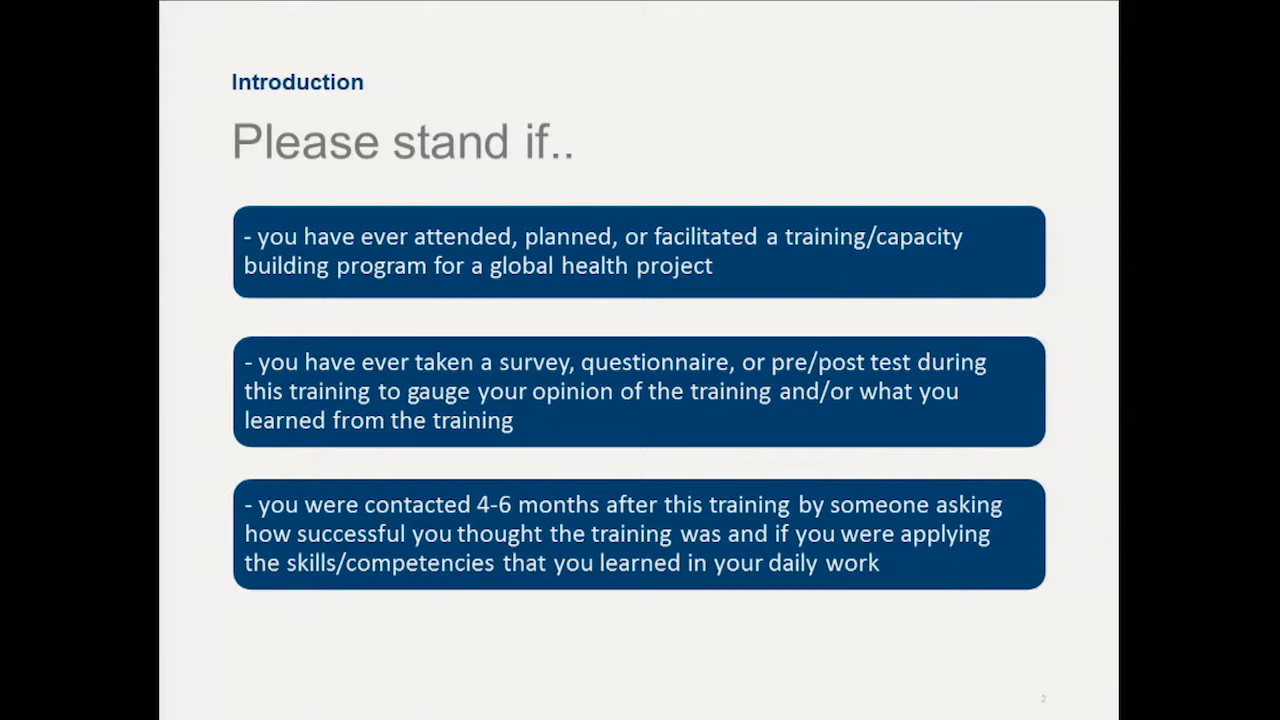 Introduction
Please stand if..
- you have ever attended, planned, or facilitated a training/capacity
building program for a global health project
- you have ever taken a survey, questionnaire, or pre/post test during
this training to gauge your opinion of the training and/or what you
learned from the training
- you were contacted 4-6 months after this training by someone asking
how successful you thought the training was and if you were applying
the skills/competencies that you learned in your daily work
2